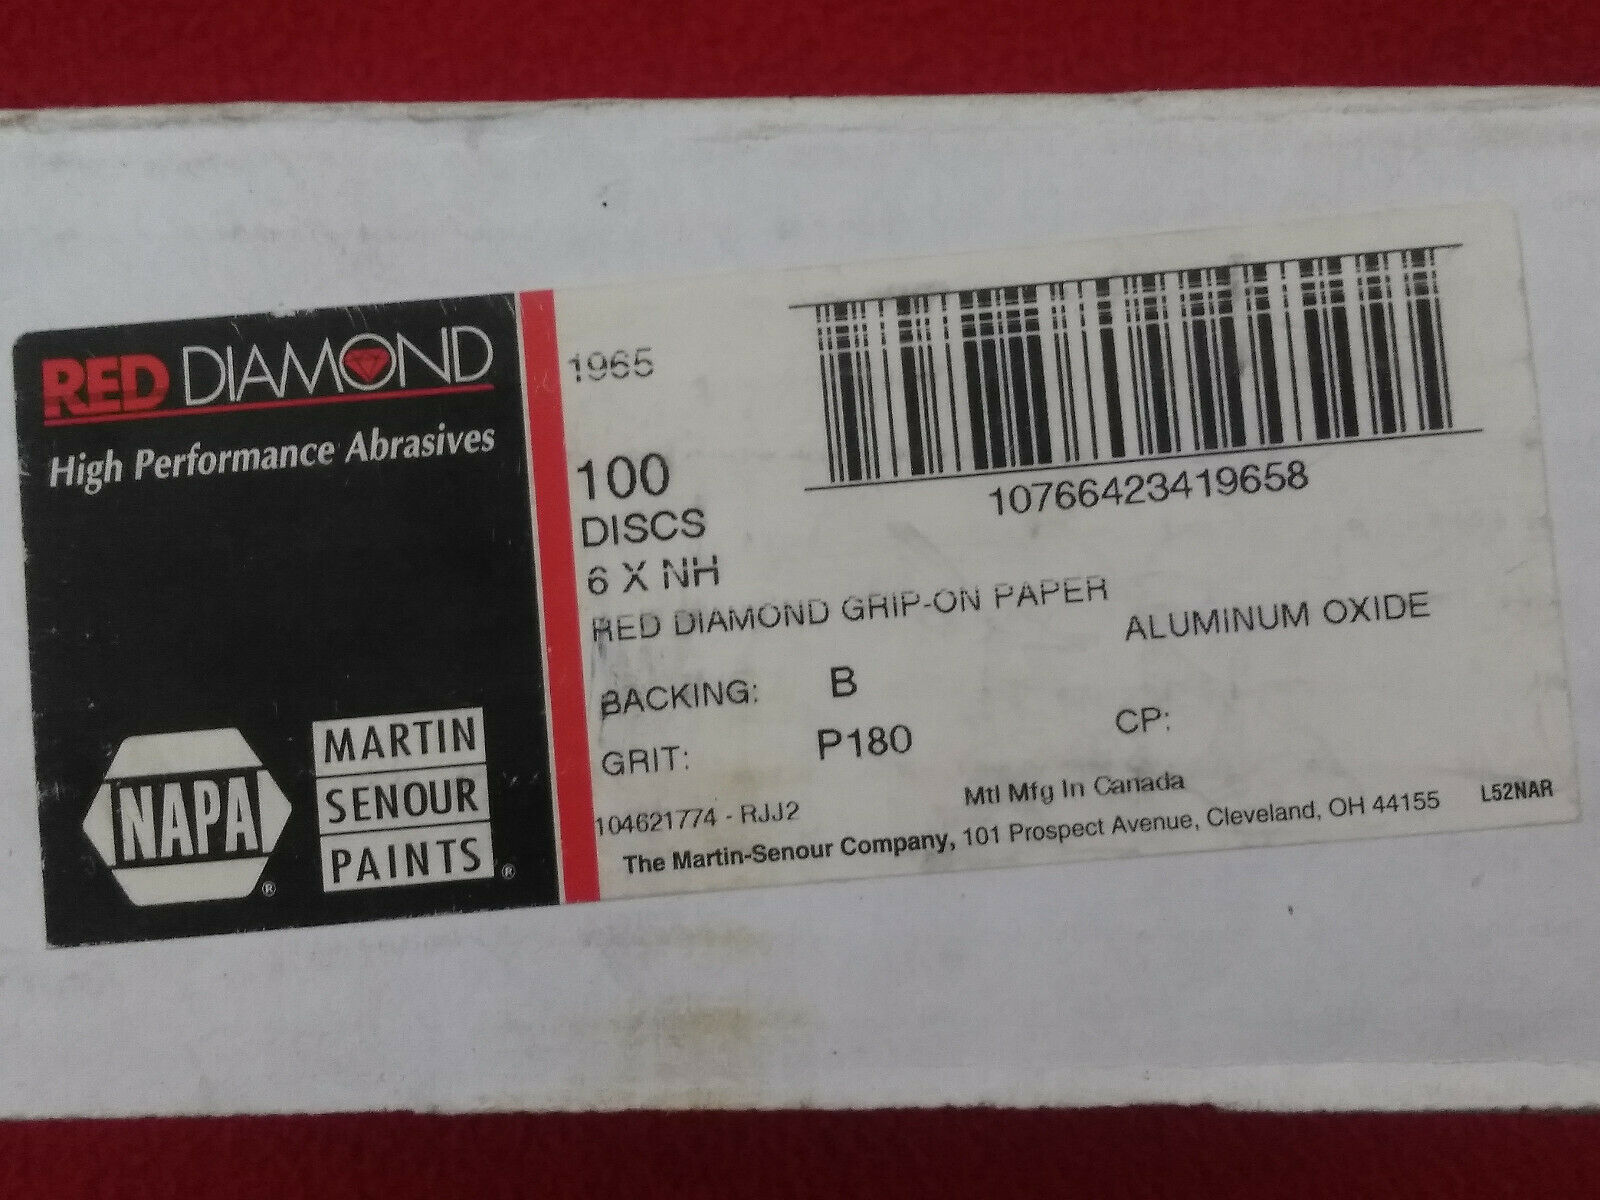 RED DIAMOND
High Performance Abrasives
NAPA
®
MARTIN
SENOUR
PAINTS
®
1965
100
DISCS
6 X NH
RED DIAMOND GRIP-ON PAPER
ALUMINUM OXIDE
BACKING: B
GRIT: P180
CP:
104621774 - RJJ2
Mtl Mfg In Canada
The Martin-Senour Company, 101 Prospect Avenue, Cleveland, OH 44155
L52NAR
10766423419658